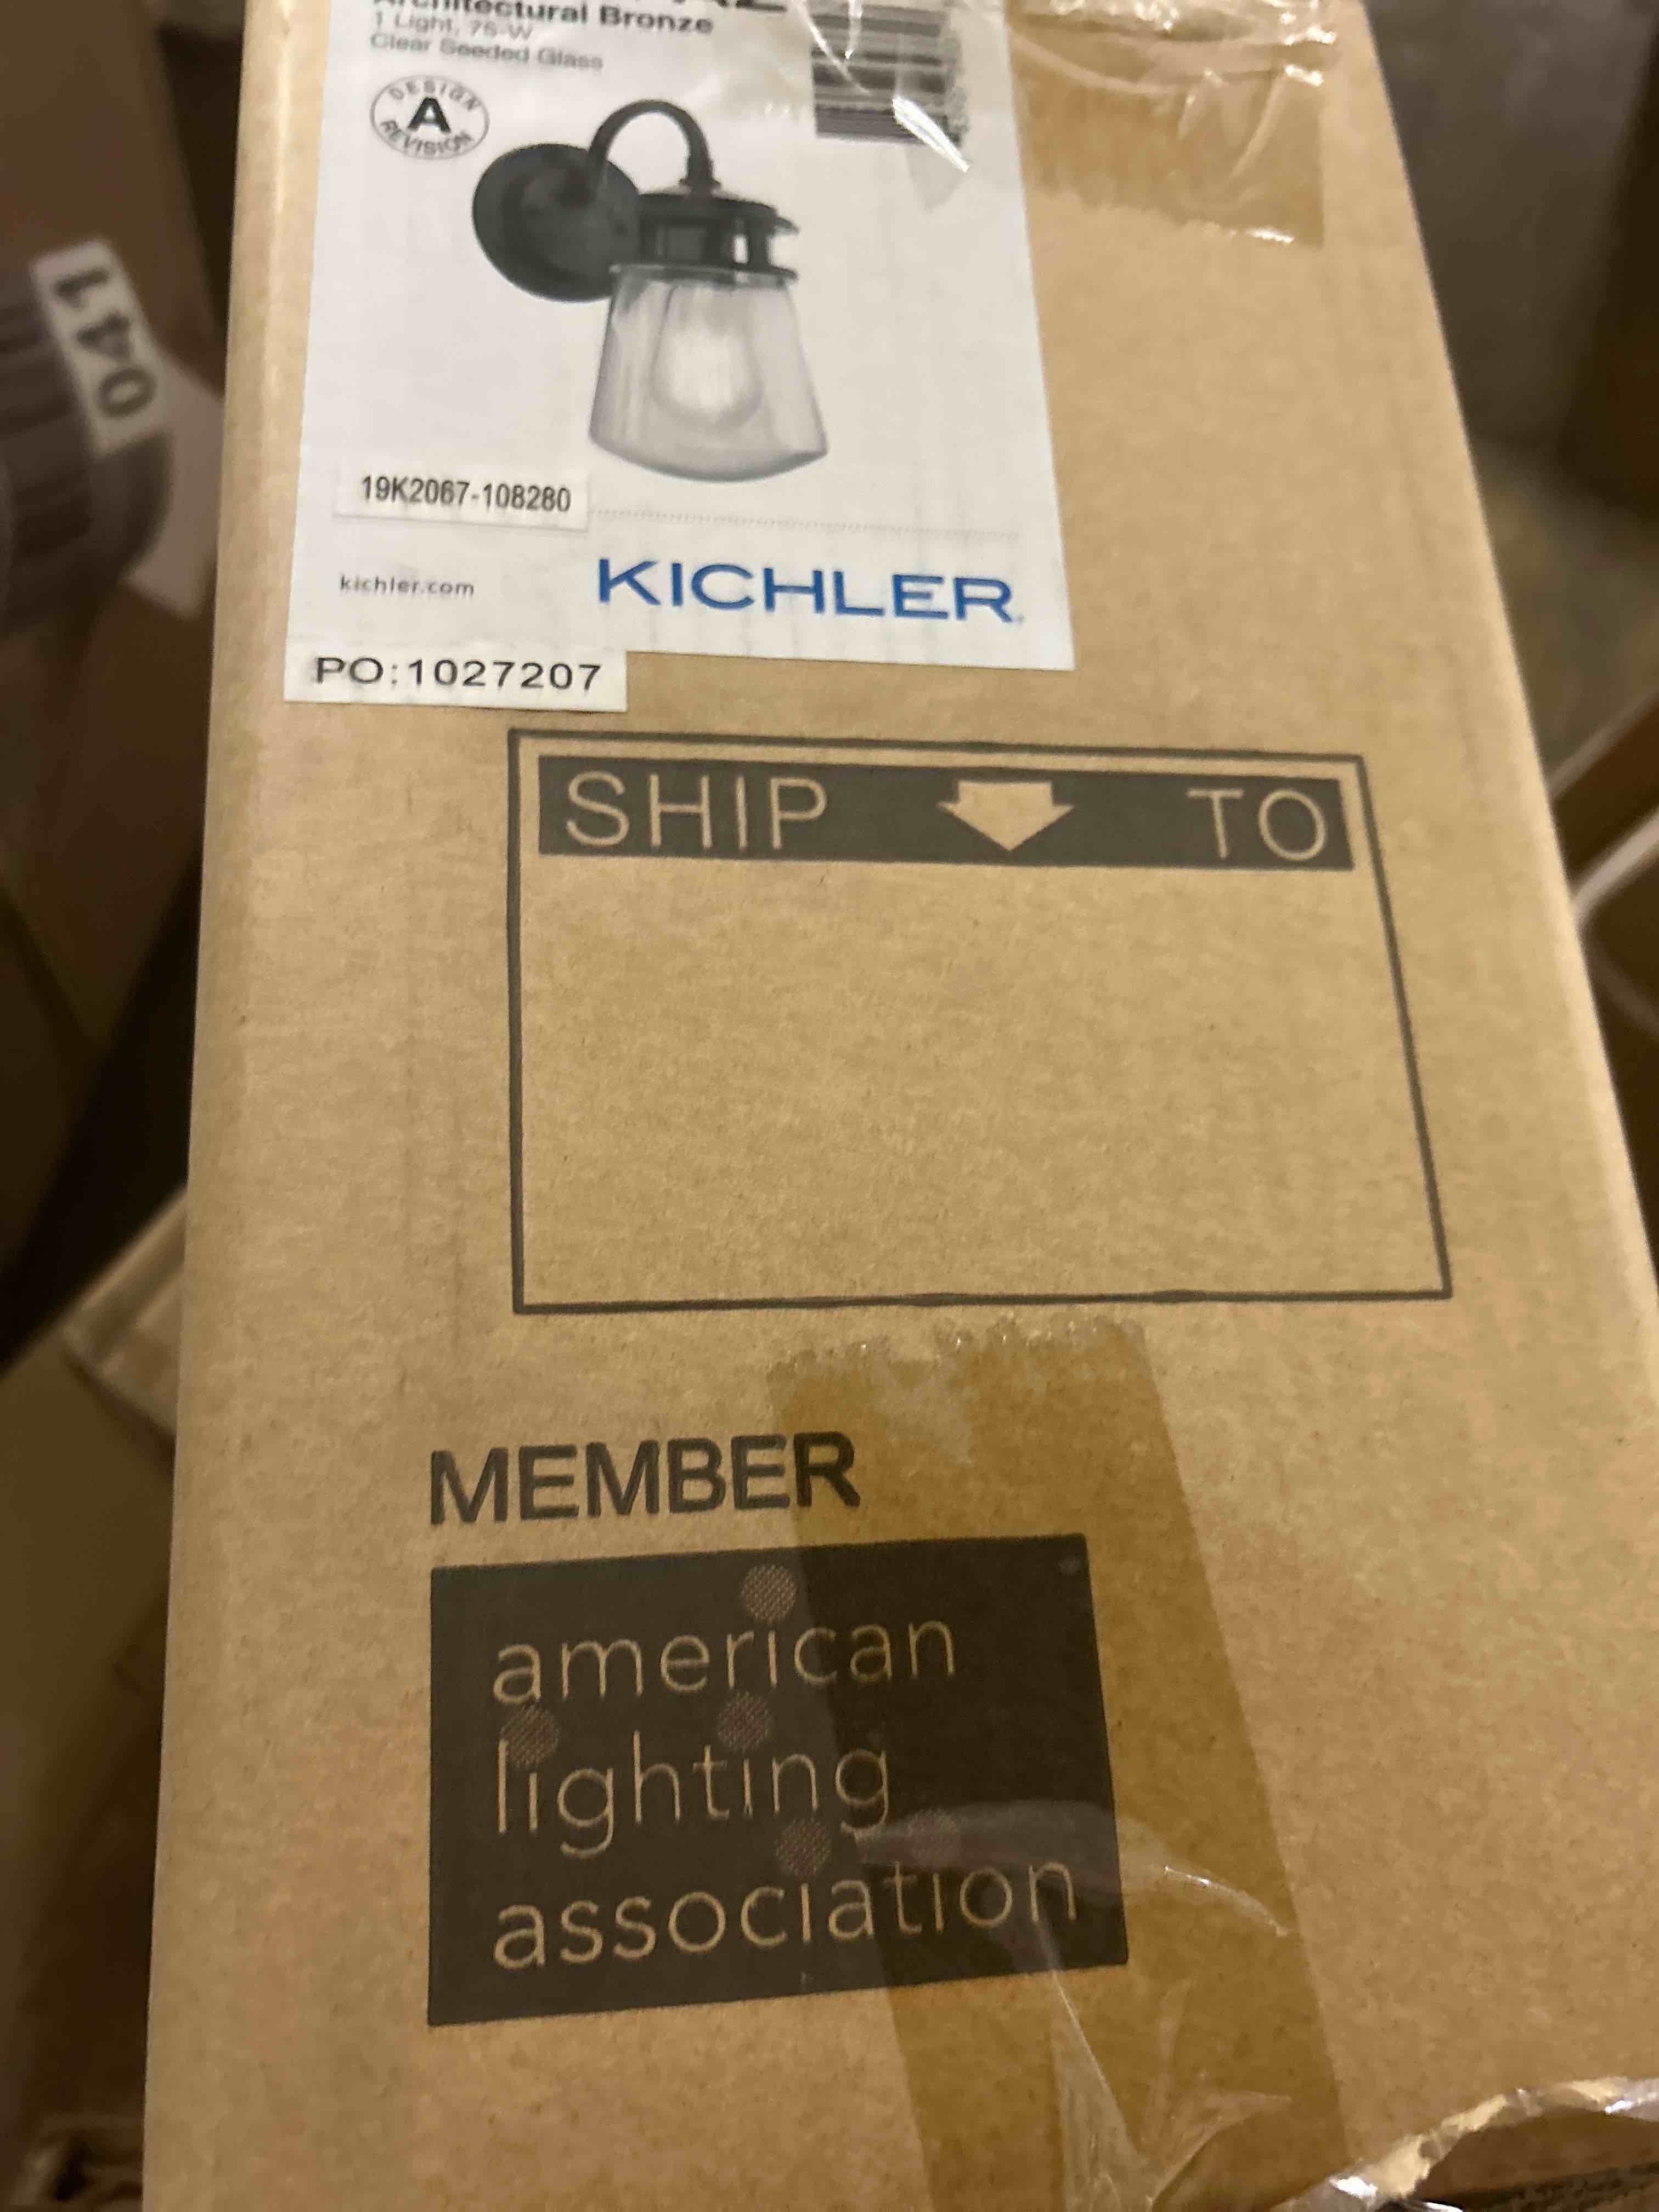 Architectural Bronze
1 Light, 75-W
Clear Seeded Glass
DESIGN
A
REVISION
19K2067-108280
kichler.com
KICHLER
PO:1027207
SHIP TO
MEMBER
american
lighting
association
041